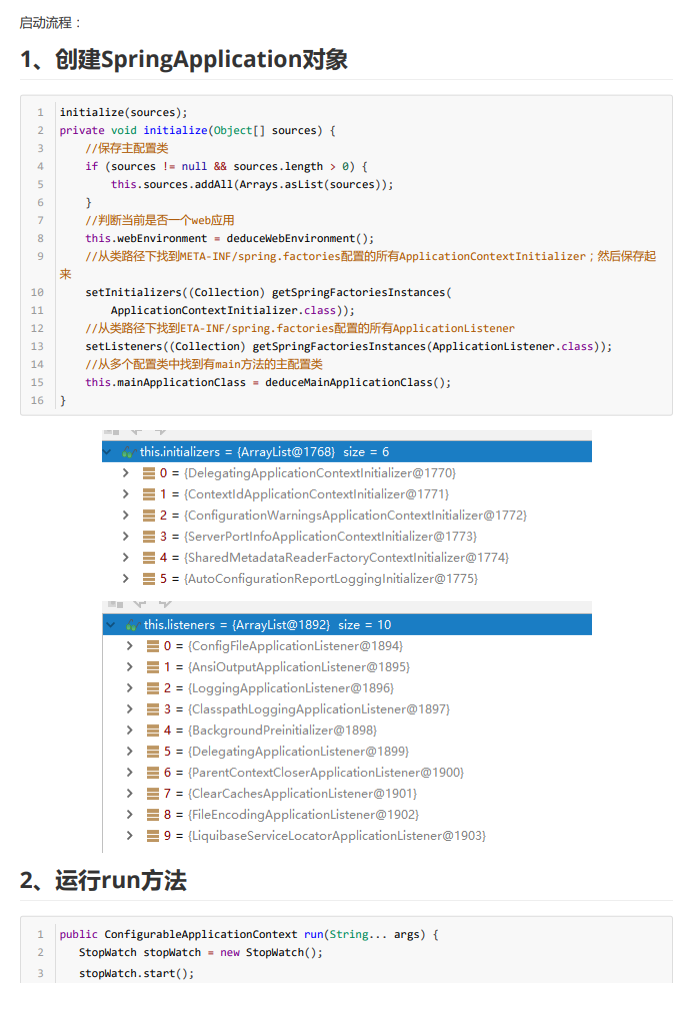 启动流程：
1、创建SpringApplication对象
1 initialize(sources);
2 private void initialize(Object[] sources) {
3 //保存主配置类
4 if (sources != null && sources.length > 0) {
5 this.sources.addAll(Arrays.asList(sources));
6 }
7 //判断当前是否一个web应用
8 this.webEnvironment = deduceWebEnvironment();
9 //从类路径下找到META-INF/spring.factories配置的所有ApplicationContextInitializer；然后保存起
来
10 setInitializers((Collection) getSpringFactoriesInstances(
11 ApplicationContextInitializer.class));
12 //从类路径下找到ETA-INF/spring.factories配置的所有ApplicationListener
13 setListeners((Collection) getSpringFactoriesInstances(ApplicationListener.class));
14 //从多个配置类中找到有main方法的主配置类
15 this.mainApplicationClass = deduceMainApplicationClass();
16 }
this.initializers = {ArrayList@1768} size = 6
0 = {DelegatingApplicationContextInitializer@1770}
1 = {ContextIdApplicationContextInitializer@1771}
2 = {ConfigurationWarningsApplicationContextInitializer@1772}
3 = {ServerPortInfoApplicationContextInitializer@1773}
4 = {SharedMetadataReaderFactoryContextInitializer@1774}
5 = {AutoConfigurationReportLoggingInitializer@1775}
this.listeners = {ArrayList@1892} size = 10
0 = {ConfigFileApplicationListener@1894}
1 = {AnsiOutputApplicationListener@1895}
2 = {LoggingApplicationListener@1896}
3 = {ClasspathLoggingApplicationListener@1897}
4 = {BackgroundPreinitializer@1898}
5 = {DelegatingApplicationListener@1899}
6 = {ParentContextCloserApplicationListener@1900}
7 = {ClearCachesApplicationListener@1901}
8 = {FileEncodingApplicationListener@1902}
9 = {LiquibaseServiceLocatorApplicationListener@1903}
2、运行run方法
1 public ConfigurableApplicationContext run(String... args) {
2 StopWatch stopWatch = new StopWatch();
3 stopWatch.start();